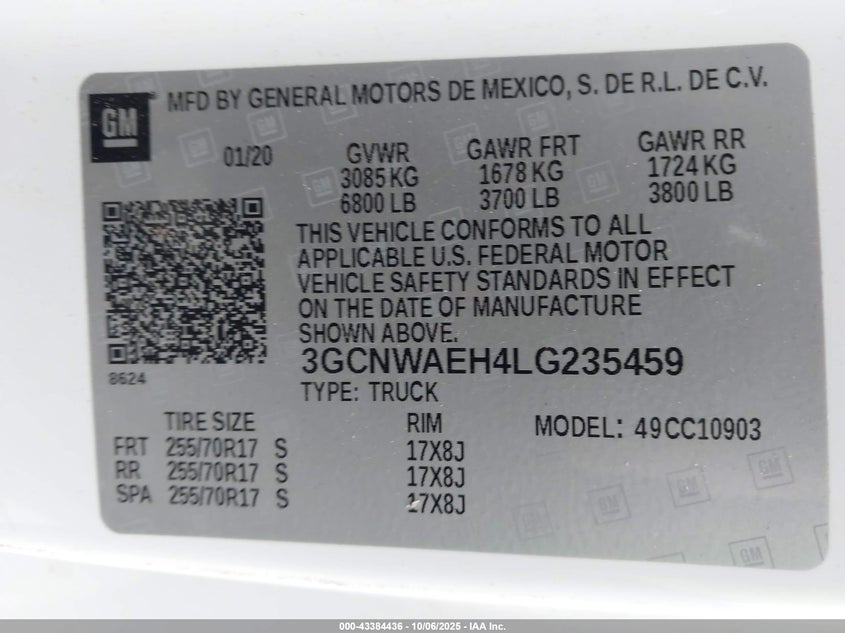 GM
MFD BY GENERAL MOTORS DE MEXICO, S. DE R.L. DE C.V.
01/20 GVWR GAWR FRT GAWR RR
3085 KG 1678 KG 1724 KG
6800 LB 3700 LB 3800 LB
THIS VEHICLE CONFORMS TO ALL
APPLICABLE U.S. FEDERAL MOTOR
VEHICLE SAFETY STANDARDS IN EFFECT
ON THE DATE OF MANUFACTURE
SHOWN ABOVE.
3GCNWAEH4LG235459
8624
TYPE: TRUCK
TIRE SIZE RIM MODEL: 49CC10903
FRT 255/70R17 S 17X8J
RR 255/70R17 S 17X8J
SPA 255/70R17 S 17X8J
000-43384436 - 10/06/2025 - IAA Inc.